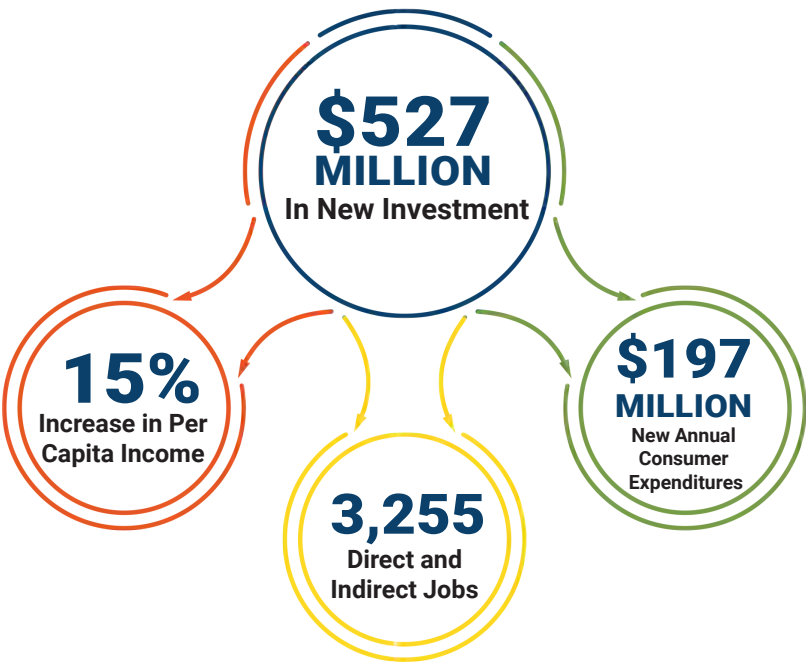 $527
MILLION
In New Investment
15%
Increase in Per
Capita Income
3,255
Direct and
Indirect Jobs
$197
MILLION
New Annual
Consumer
Expenditures